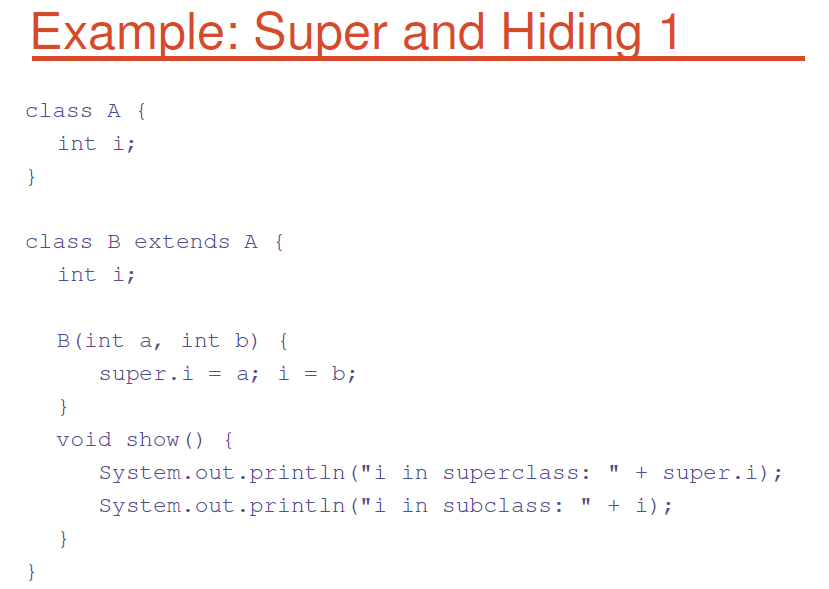 Example: Super and Hiding 1
class A {
int i;
}
class B extends A {
int i;
B(int a, int b) {
super.i = a; i = b;
}
void show() {
System.out.println("i in superclass: " + super.i);
System.out.println("i in subclass: " + i);
}
}